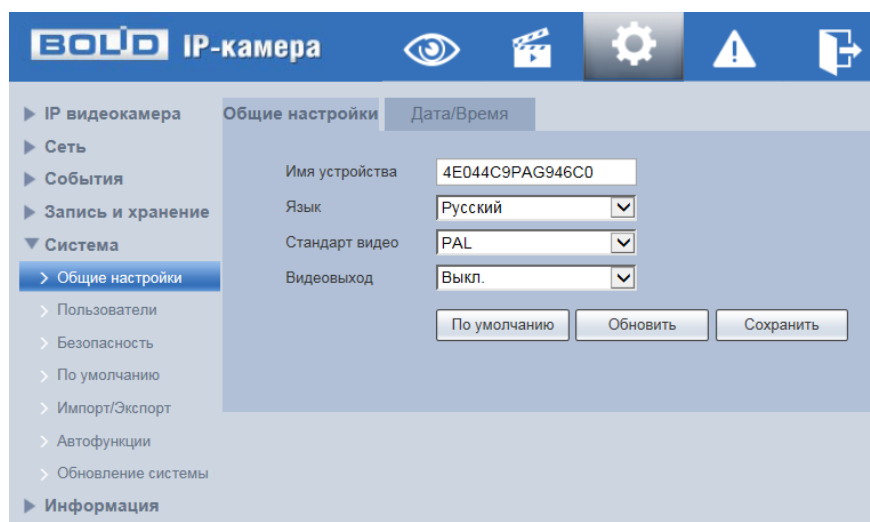 BOLID IP-камера
IP видеокамера
Сеть
События
Запись и хранение
Система
Общие настройки
Пользователи
Безопасность
По умолчанию
Импорт/Экспорт
Автофункции
Обновление системы
Информация
Общие настройки Дата/Время
Имя устройства 4E044C9PAG946C0
Язык Русский
Стандарт видео PAL
Видеовыход Выкл.
По умолчанию Обновить Сохранить